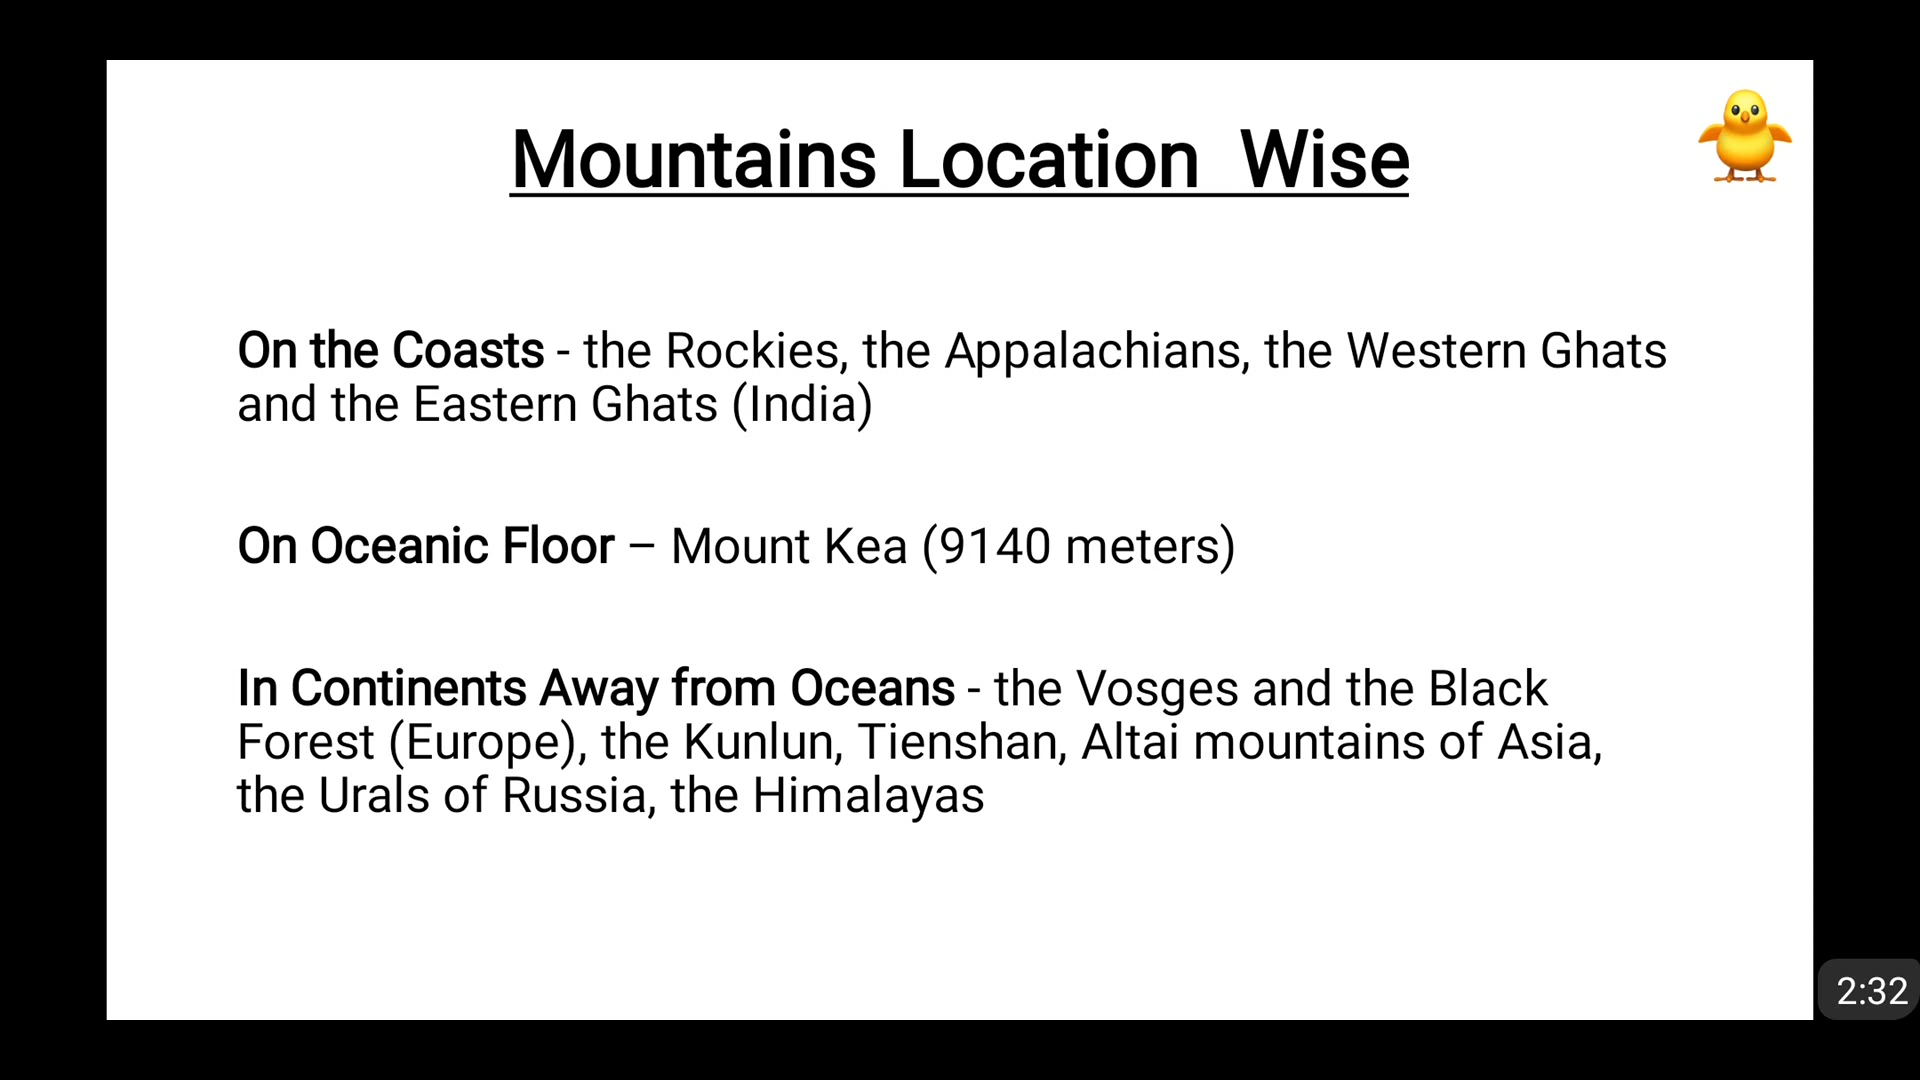 Mountains Location  Wise
On the Coasts - the Rockies, the Appalachians, the Western Ghats
and the Eastern Ghats (India)
On Oceanic Floor – Mount Kea (9140 meters)
In Continents Away from Oceans - the Vosges and the Black
Forest (Europe), the Kunlun, Tienshan, Altai mountains of Asia,
the Urals of Russia, the Himalayas
2:32